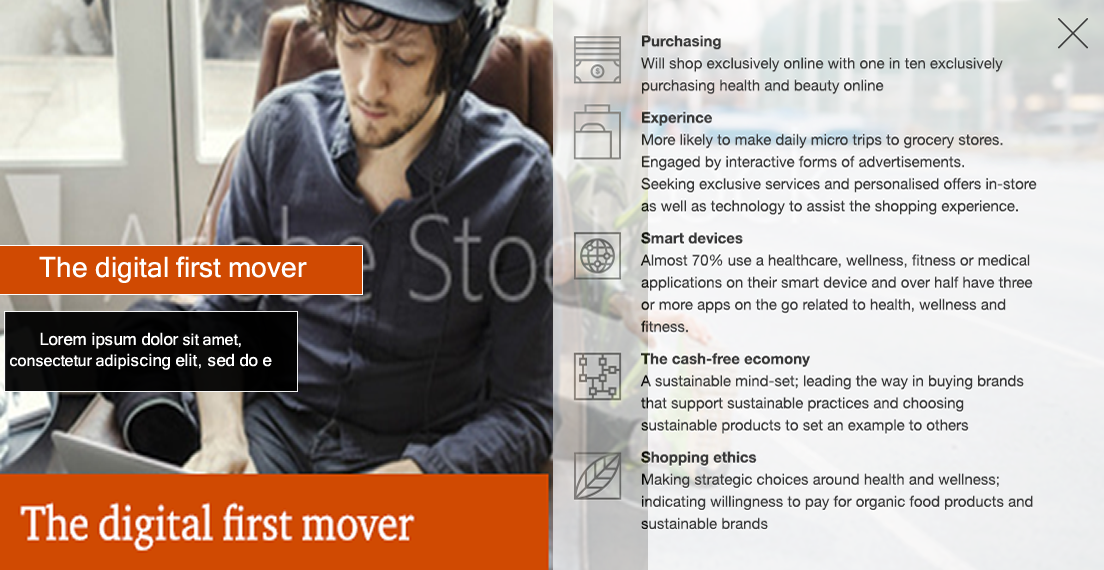 Adobe Stoc
The digital first mover
Lorem ipsum dolor sit amet,
consectetur adipiscing elit, sed do e
The digital first mover
Purchasing
Will shop exclusively online with one in ten exclusively
purchasing health and beauty online
Experince
More likely to make daily micro trips to grocery stores.
Engaged by interactive forms of advertisements.
Seeking exclusive services and personalised offers in-store
as well as technology to assist the shopping experience.
Smart devices
Almost 70% use a healthcare, wellness, fitness or medical
applications on their smart device and over half have three
or more apps on the go related to health, wellness and
fitness.
The cash-free ecomony
A sustainable mind-set; leading the way in buying brands
that support sustainable practices and choosing
sustainable products to set an example to others
Shopping ethics
Making strategic choices around health and wellness;
indicating willingness to pay for organic food products and
sustainable brands